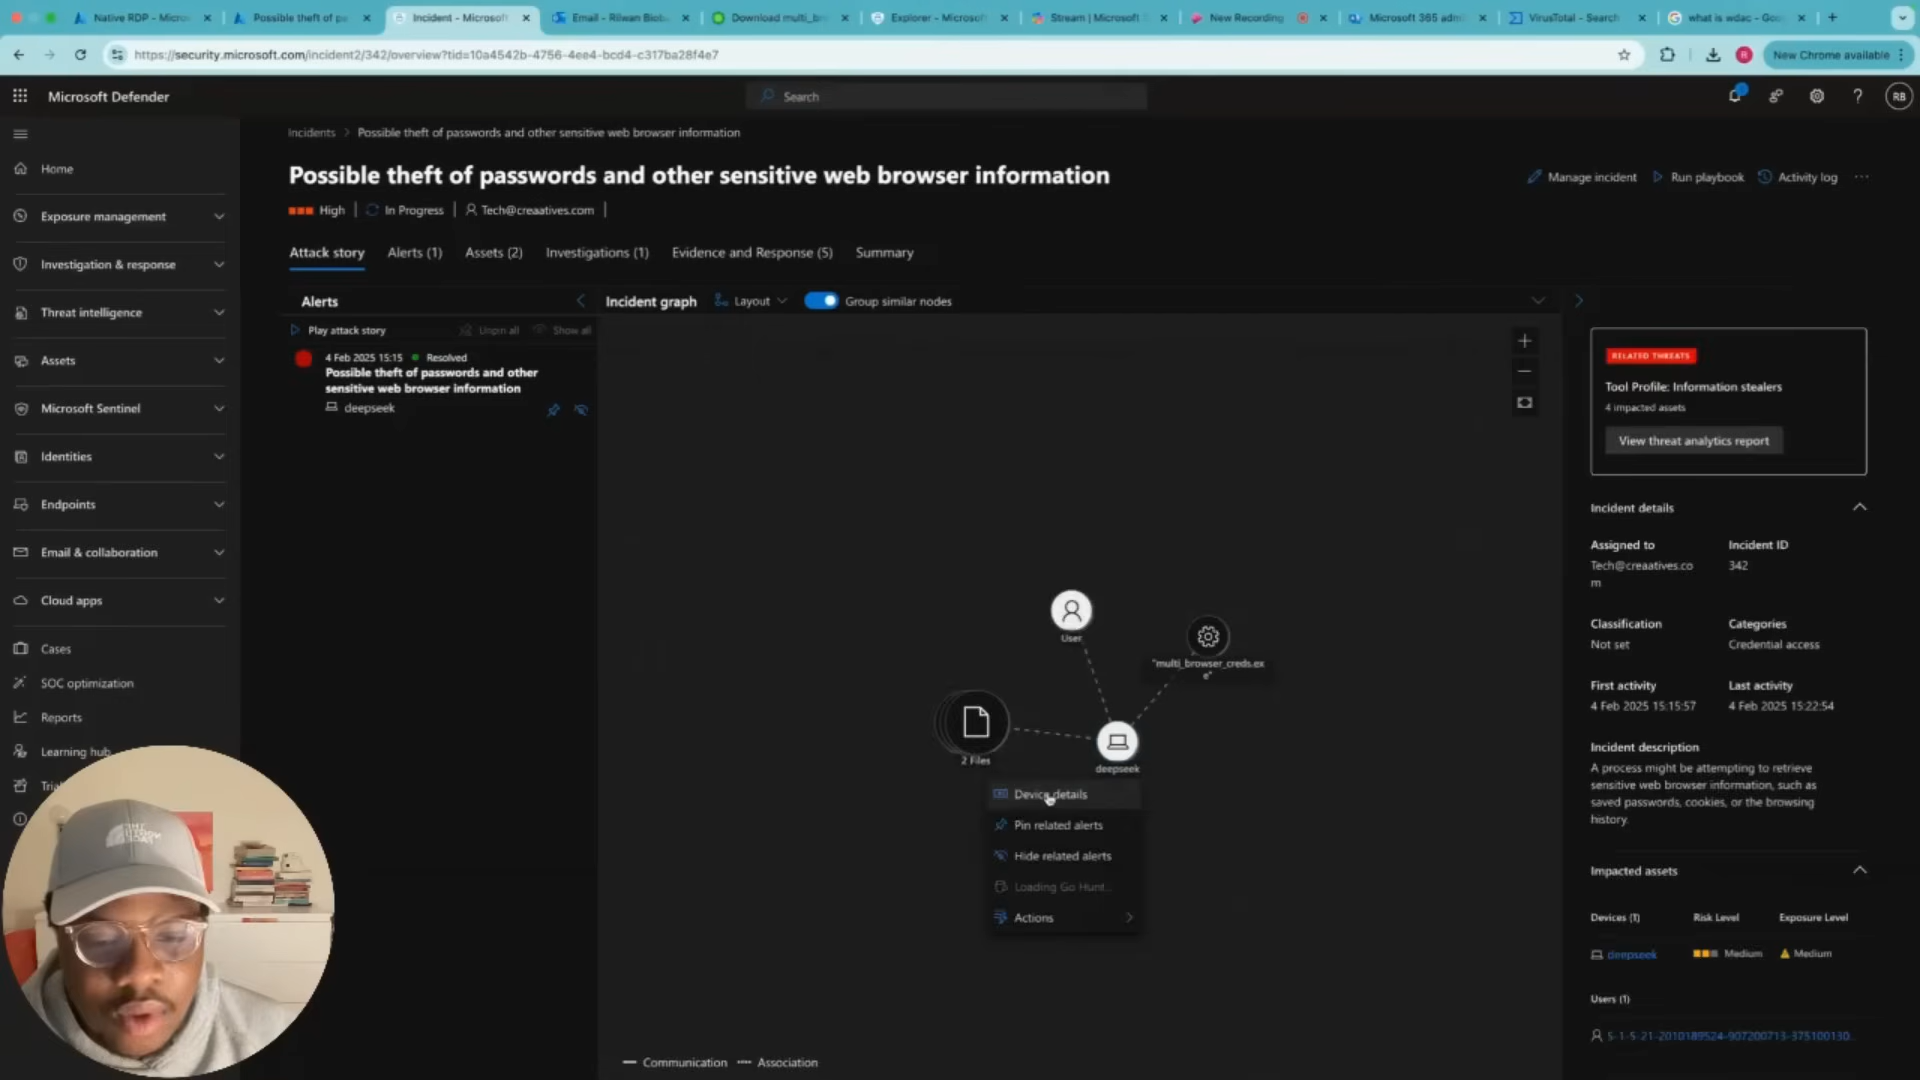 Native RDP - Micros
Possible theft of pa
Incident - Microsoft
Email - Rilwan Biob
Download multi_br
Explorer - Microsof
Stream | Microsoft
New Recording
Microsoft 365 adm
VirusTotal - Search
what is wdac - Goo
https://security.microsoft.com/incident2/342/overview?tid=10a4542b-4756-4ee4-bcd4-c317ba28f4e7
New Chrome available
Microsoft Defender
Search
RB
Home
Exposure management
Investigation & response
Threat intelligence
Assets
Microsoft Sentinel
Identities
Endpoints
Email & collaboration
Cloud apps
Cases
SOC optimization
Reports
Learning hub
Incidents > Possible theft of passwords and other sensitive web browser information
Possible theft of passwords and other sensitive web browser information
Manage incident
Run playbook
Activity log
High | In Progress | Tech@creaatives.com |
Attack story
Alerts (1)
Assets (2)
Investigations (1)
Evidence and Response (5)
Summary
Alerts
Play attack story
Unpin all
Show all
4 Feb 2025 15:15 Resolved
Possible theft of passwords and other
sensitive web browser information
deepseek
Incident graph
Layout
Group similar nodes
User
"multi_browser_creds.ex
e"
2 Files
deepseek
Device details
Pin related alerts
Hide related alerts
Loading Go Hunt...
Actions
Communication
Association
RELATED THREATS
Tool Profile: Information stealers
4 impacted assets
View threat analytics report
Incident details
Assigned to
Tech@creaatives.co
m
Incident ID
342
Classification
Not set
Categories
Credential access
First activity
4 Feb 2025 15:15:57
Last activity
4 Feb 2025 15:22:54
Incident description
A process might be attempting to retrieve
sensitive web browser information, such as
saved passwords, cookies, or the browsing
history.
Impacted assets
Devices (1)
Risk Level
Exposure Level
deepseek
Medium
Medium
Users (1)
S-1-5-21-2010189524-907200713-375100130...